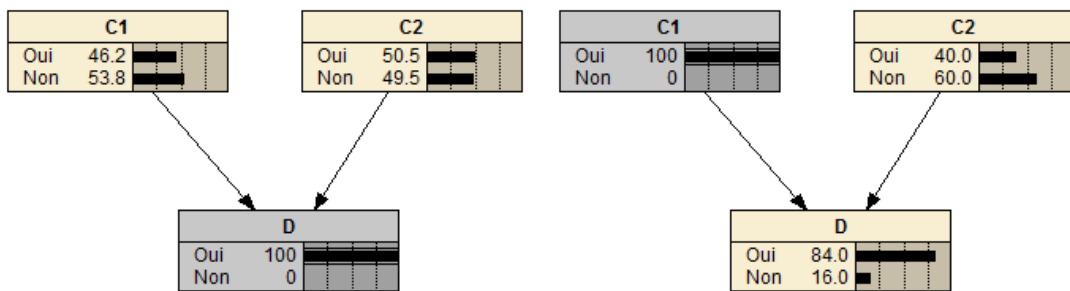 C1
Oui 46.2
Non 53.8
C2
Oui 50.5
Non 49.5
D
Oui 100
Non 0
C1
Oui 100
Non 0
C2
Oui 40.0
Non 60.0
D
Oui 84.0
Non 16.0